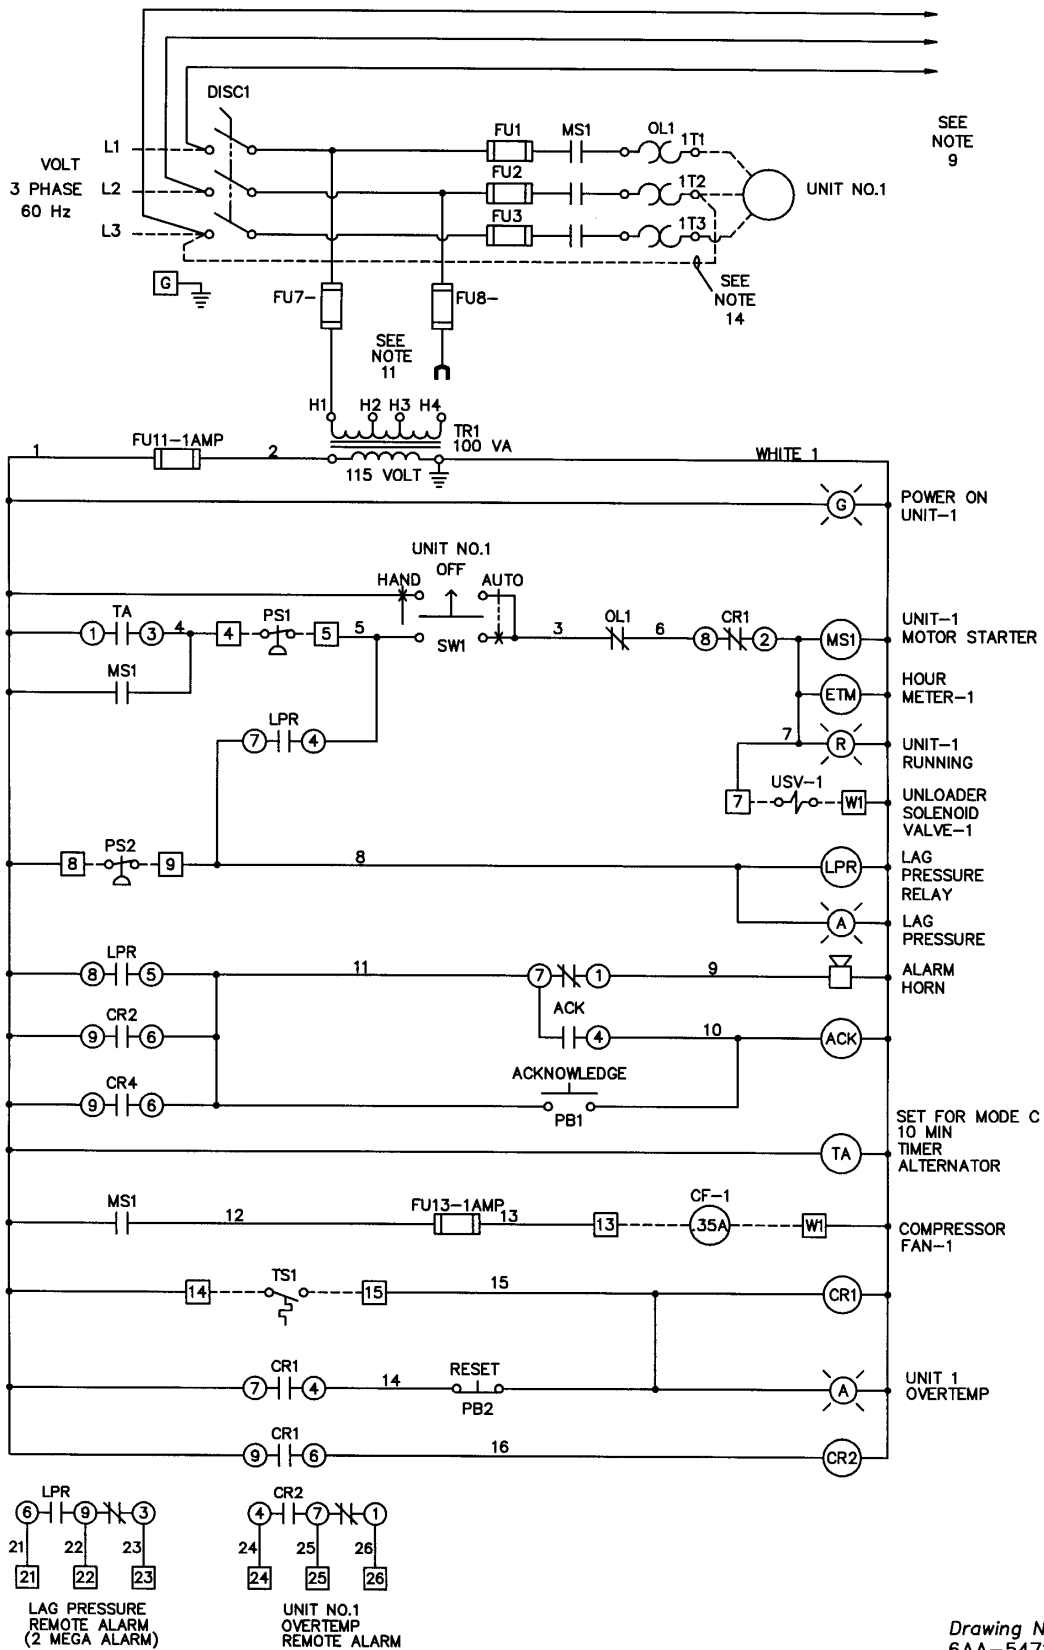 DISC1
L1
L2
L3
VOLT
3 PHASE
60 Hz
FU1
MS1
OL1
1T1
FU2
1T2
FU3
1T3
UNIT NO.1
SEE
NOTE
9
G
FU7-
FU8-
SEE
NOTE
14
SEE
NOTE
11
H1
H2
H3
H4
TR1
100 VA
1
FU11-1AMP
2
115 VOLT
WHITE 1
G
POWER ON
UNIT-1
UNIT NO.1
OFF
HAND
AUTO
SW1
TA
1
3
4
4
PS1
5
5
3
OL1
6
8
CR1
2
MS1
UNIT-1
MOTOR STARTER
MS1
ETM
HOUR
METER-1
7
LPR
4
7
R
UNIT-1
RUNNING
7
USV-1
W1
UNLOADER
SOLENOID
VALVE-1
8
PS2
9
8
LPR
LAG
PRESSURE
RELAY
A
LAG
PRESSURE
8
LPR
5
11
7
1
9
ALARM
HORN
ACK
9
CR2
6
4
10
ACK
9
CR4
6
ACKNOWLEDGE
PB1
TA
SET FOR MODE C
10 MIN
TIMER
ALTERNATOR
MS1
12
FU13-1AMP
13
13
CF-1
.35A
W1
COMPRESSOR
FAN-1
14
TS1
15
15
CR1
7
CR1
4
14
RESET
PB2
A
UNIT 1
OVERTEMP
9
CR1
6
16
CR2
6
LPR
9
3
21
22
23
21
22
23
LAG PRESSURE
REMOTE ALARM
(2 MEGA ALARM)
4
CR2
7
1
24
25
26
24
25
26
UNIT NO.1
OVERTEMP
REMOTE ALARM
Drawing